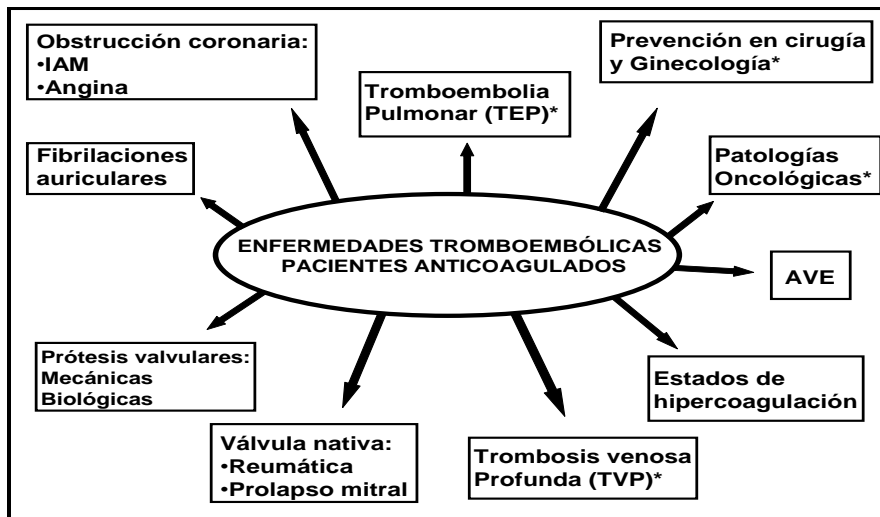 Obstrucción coronaria:
•IAM
•Angina
Tromboembolia
Pulmonar (TEP)*
Prevención en cirugía
y Ginecología*
Fibrilaciones
auriculares
Patologías
Oncológicas*
ENFERMEDADES TROMBOEMBÓLICAS
PACIENTES ANTICOAGULADOS
AVE
Prótesis valvulares:
Mecánicas
Biológicas
Estados de
hipercoagulación
Válvula nativa:
•Reumática
•Prolapso mitral
Trombosis venosa
Profunda (TVP)*